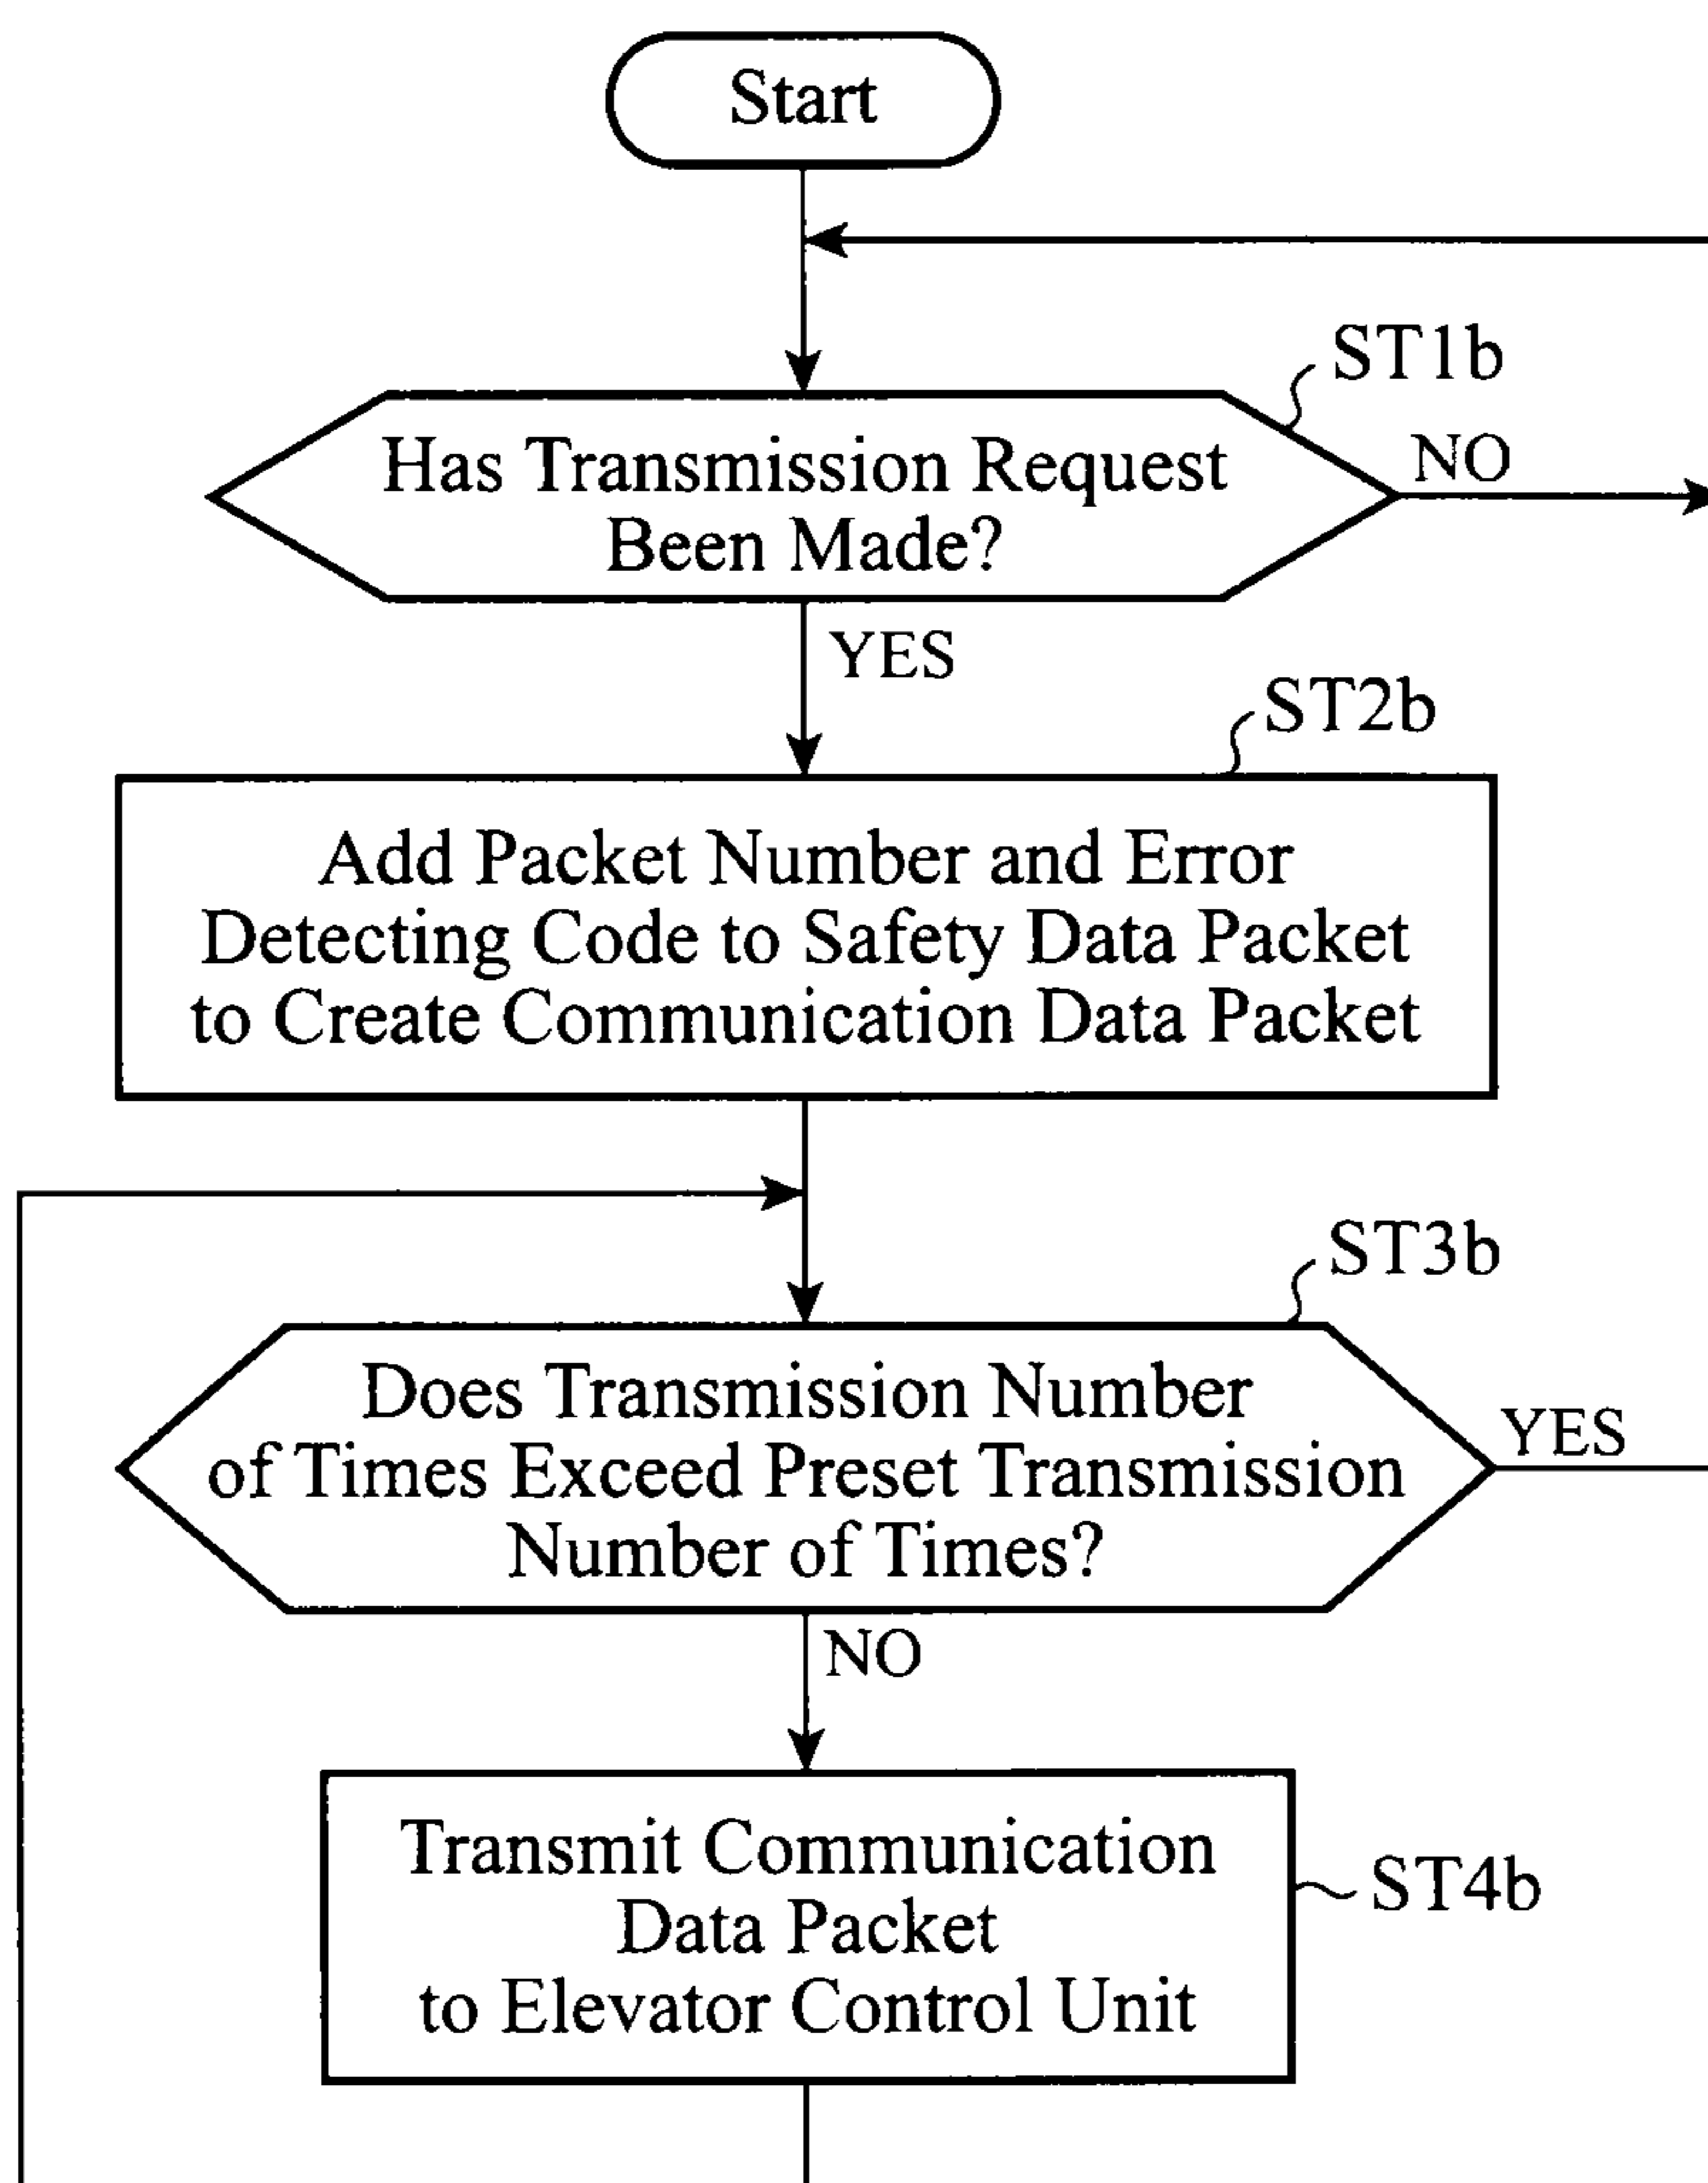 Start
ST1b
Has Transmission Request
Been Made?
NO
YES
ST2b
Add Packet Number and Error
Detecting Code to Safety Data Packet
to Create Communication Data Packet
ST3b
Does Transmission Number
of Times Exceed Preset Transmission
Number of Times?
YES
NO
Transmit Communication
Data Packet
to Elevator Control Unit
ST4b